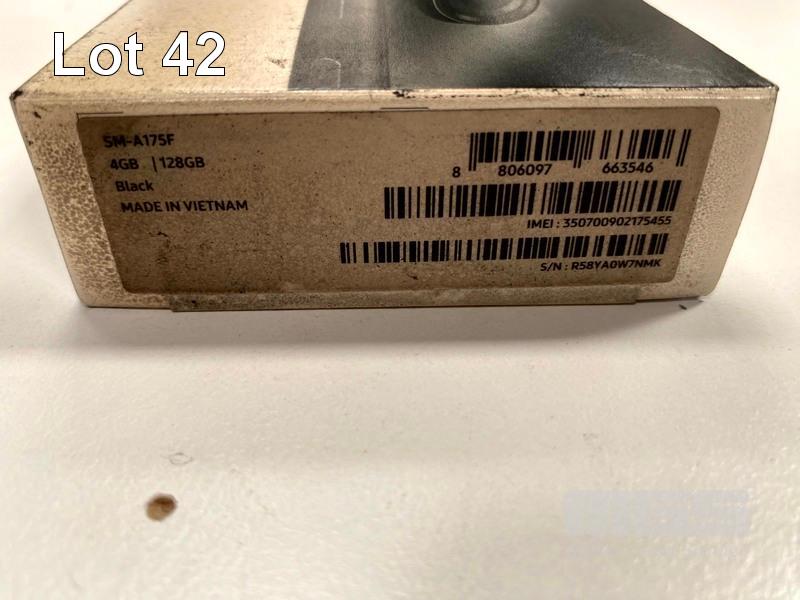 Lot 42
SM-A175F
4GB | 128GB
Black
MADE IN VIETNAM
8 806097 663546
IMEI : 350700902175455
S/N : R58YA0W7NMK